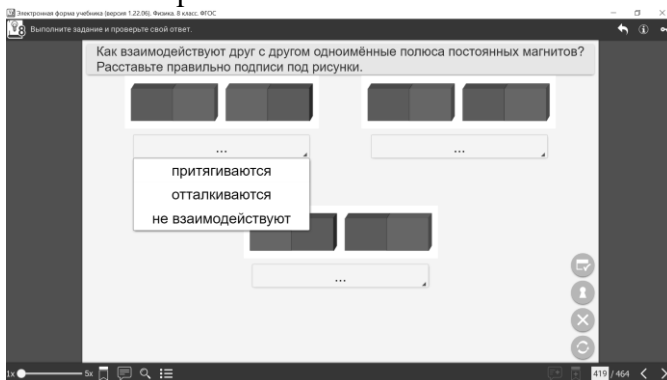 Электронная форма учебника (версия 1.22.06). Физика. 8 класс. ФГОС
8 Выполните задание и проверьте свой ответ.
Как взаимодействуют друг с другом одноимённые полюса постоянных магнитов?
Расставьте правильно подписи под рисунки.
... ...
притягиваются
отталкиваются
не взаимодействуют
...
1x 5x 419 / 464